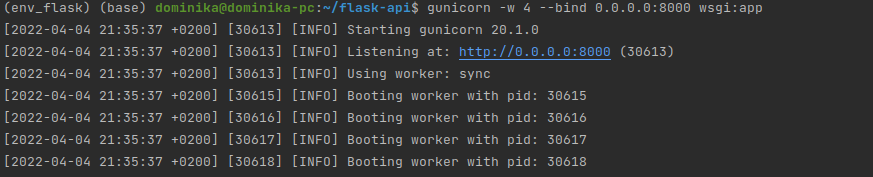 (env_flask) (base) dominika@dominika-pc:~/flask-api$ gunicorn -w 4 --bind 0.0.0.0:8000 wsgi:app
[2022-04-04 21:35:37 +0200] [30613] [INFO] Starting gunicorn 20.1.0
[2022-04-04 21:35:37 +0200] [30613] [INFO] Listening at: http://0.0.0.0:8000 (30613)
[2022-04-04 21:35:37 +0200] [30613] [INFO] Using worker: sync
[2022-04-04 21:35:37 +0200] [30615] [INFO] Booting worker with pid: 30615
[2022-04-04 21:35:37 +0200] [30616] [INFO] Booting worker with pid: 30616
[2022-04-04 21:35:37 +0200] [30617] [INFO] Booting worker with pid: 30617
[2022-04-04 21:35:37 +0200] [30618] [INFO] Booting worker with pid: 30618